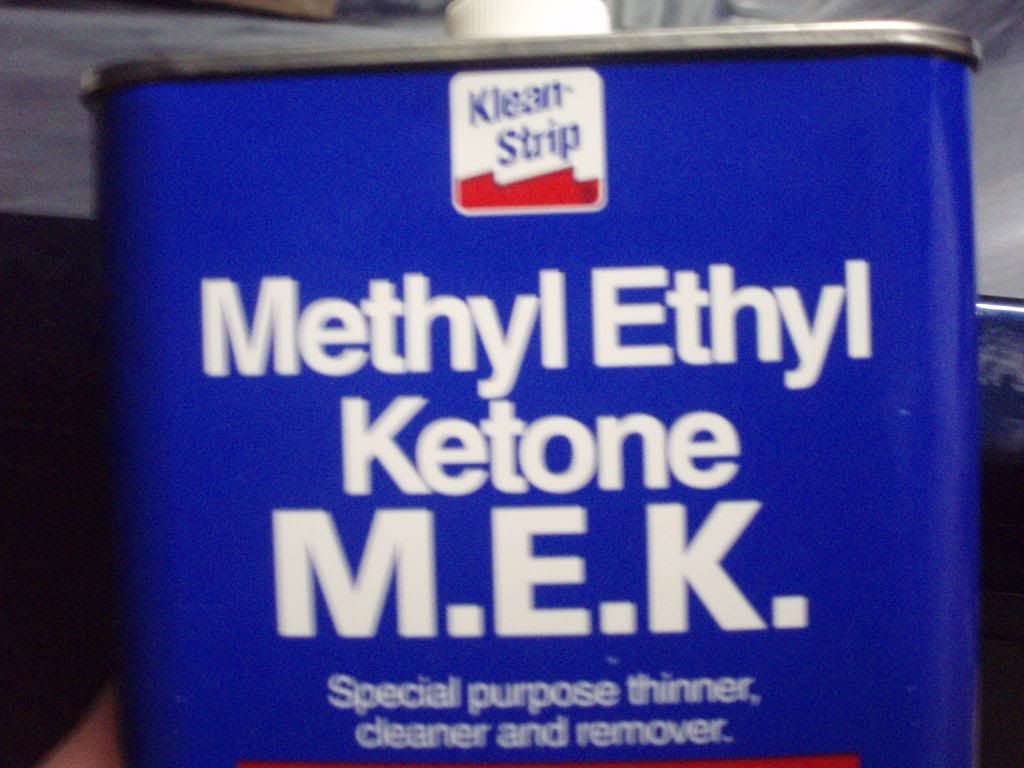 Klean-
Strip
Methyl Ethyl
Ketone
M.E.K.
Special purpose thinner,
cleaner and remover.